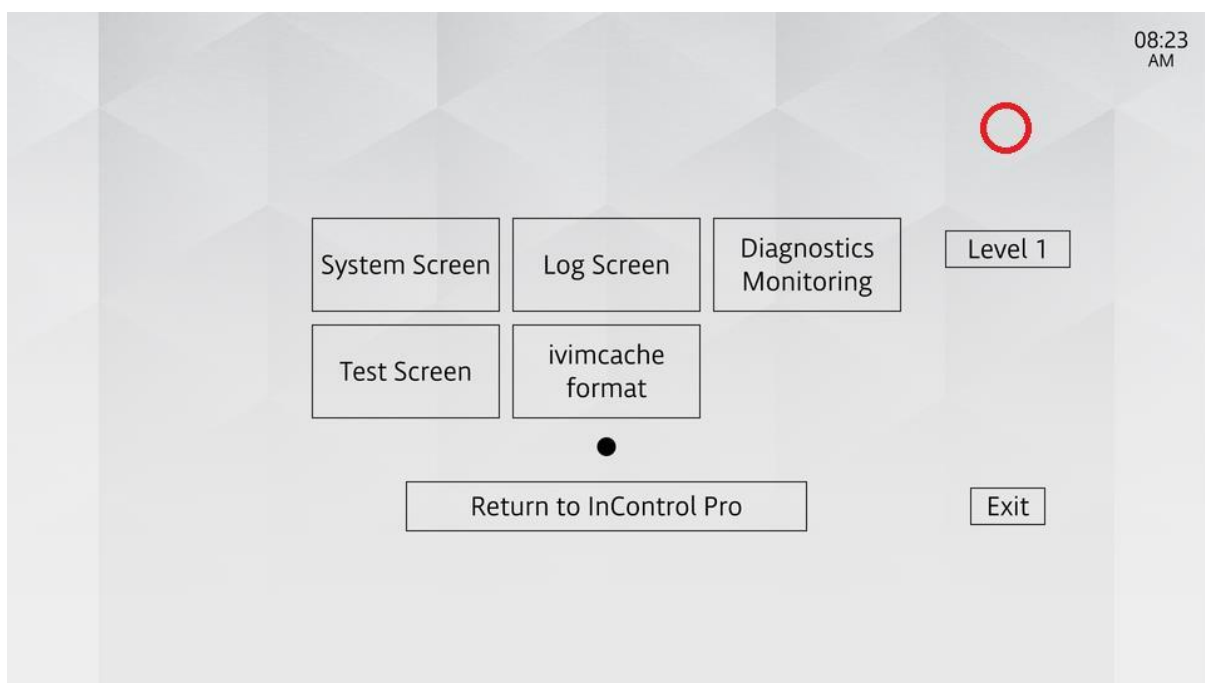 08:23
AM
System Screen
Log Screen
Diagnostics
Monitoring
Level 1
Test Screen
ivimcache
format
Return to InControl Pro
Exit